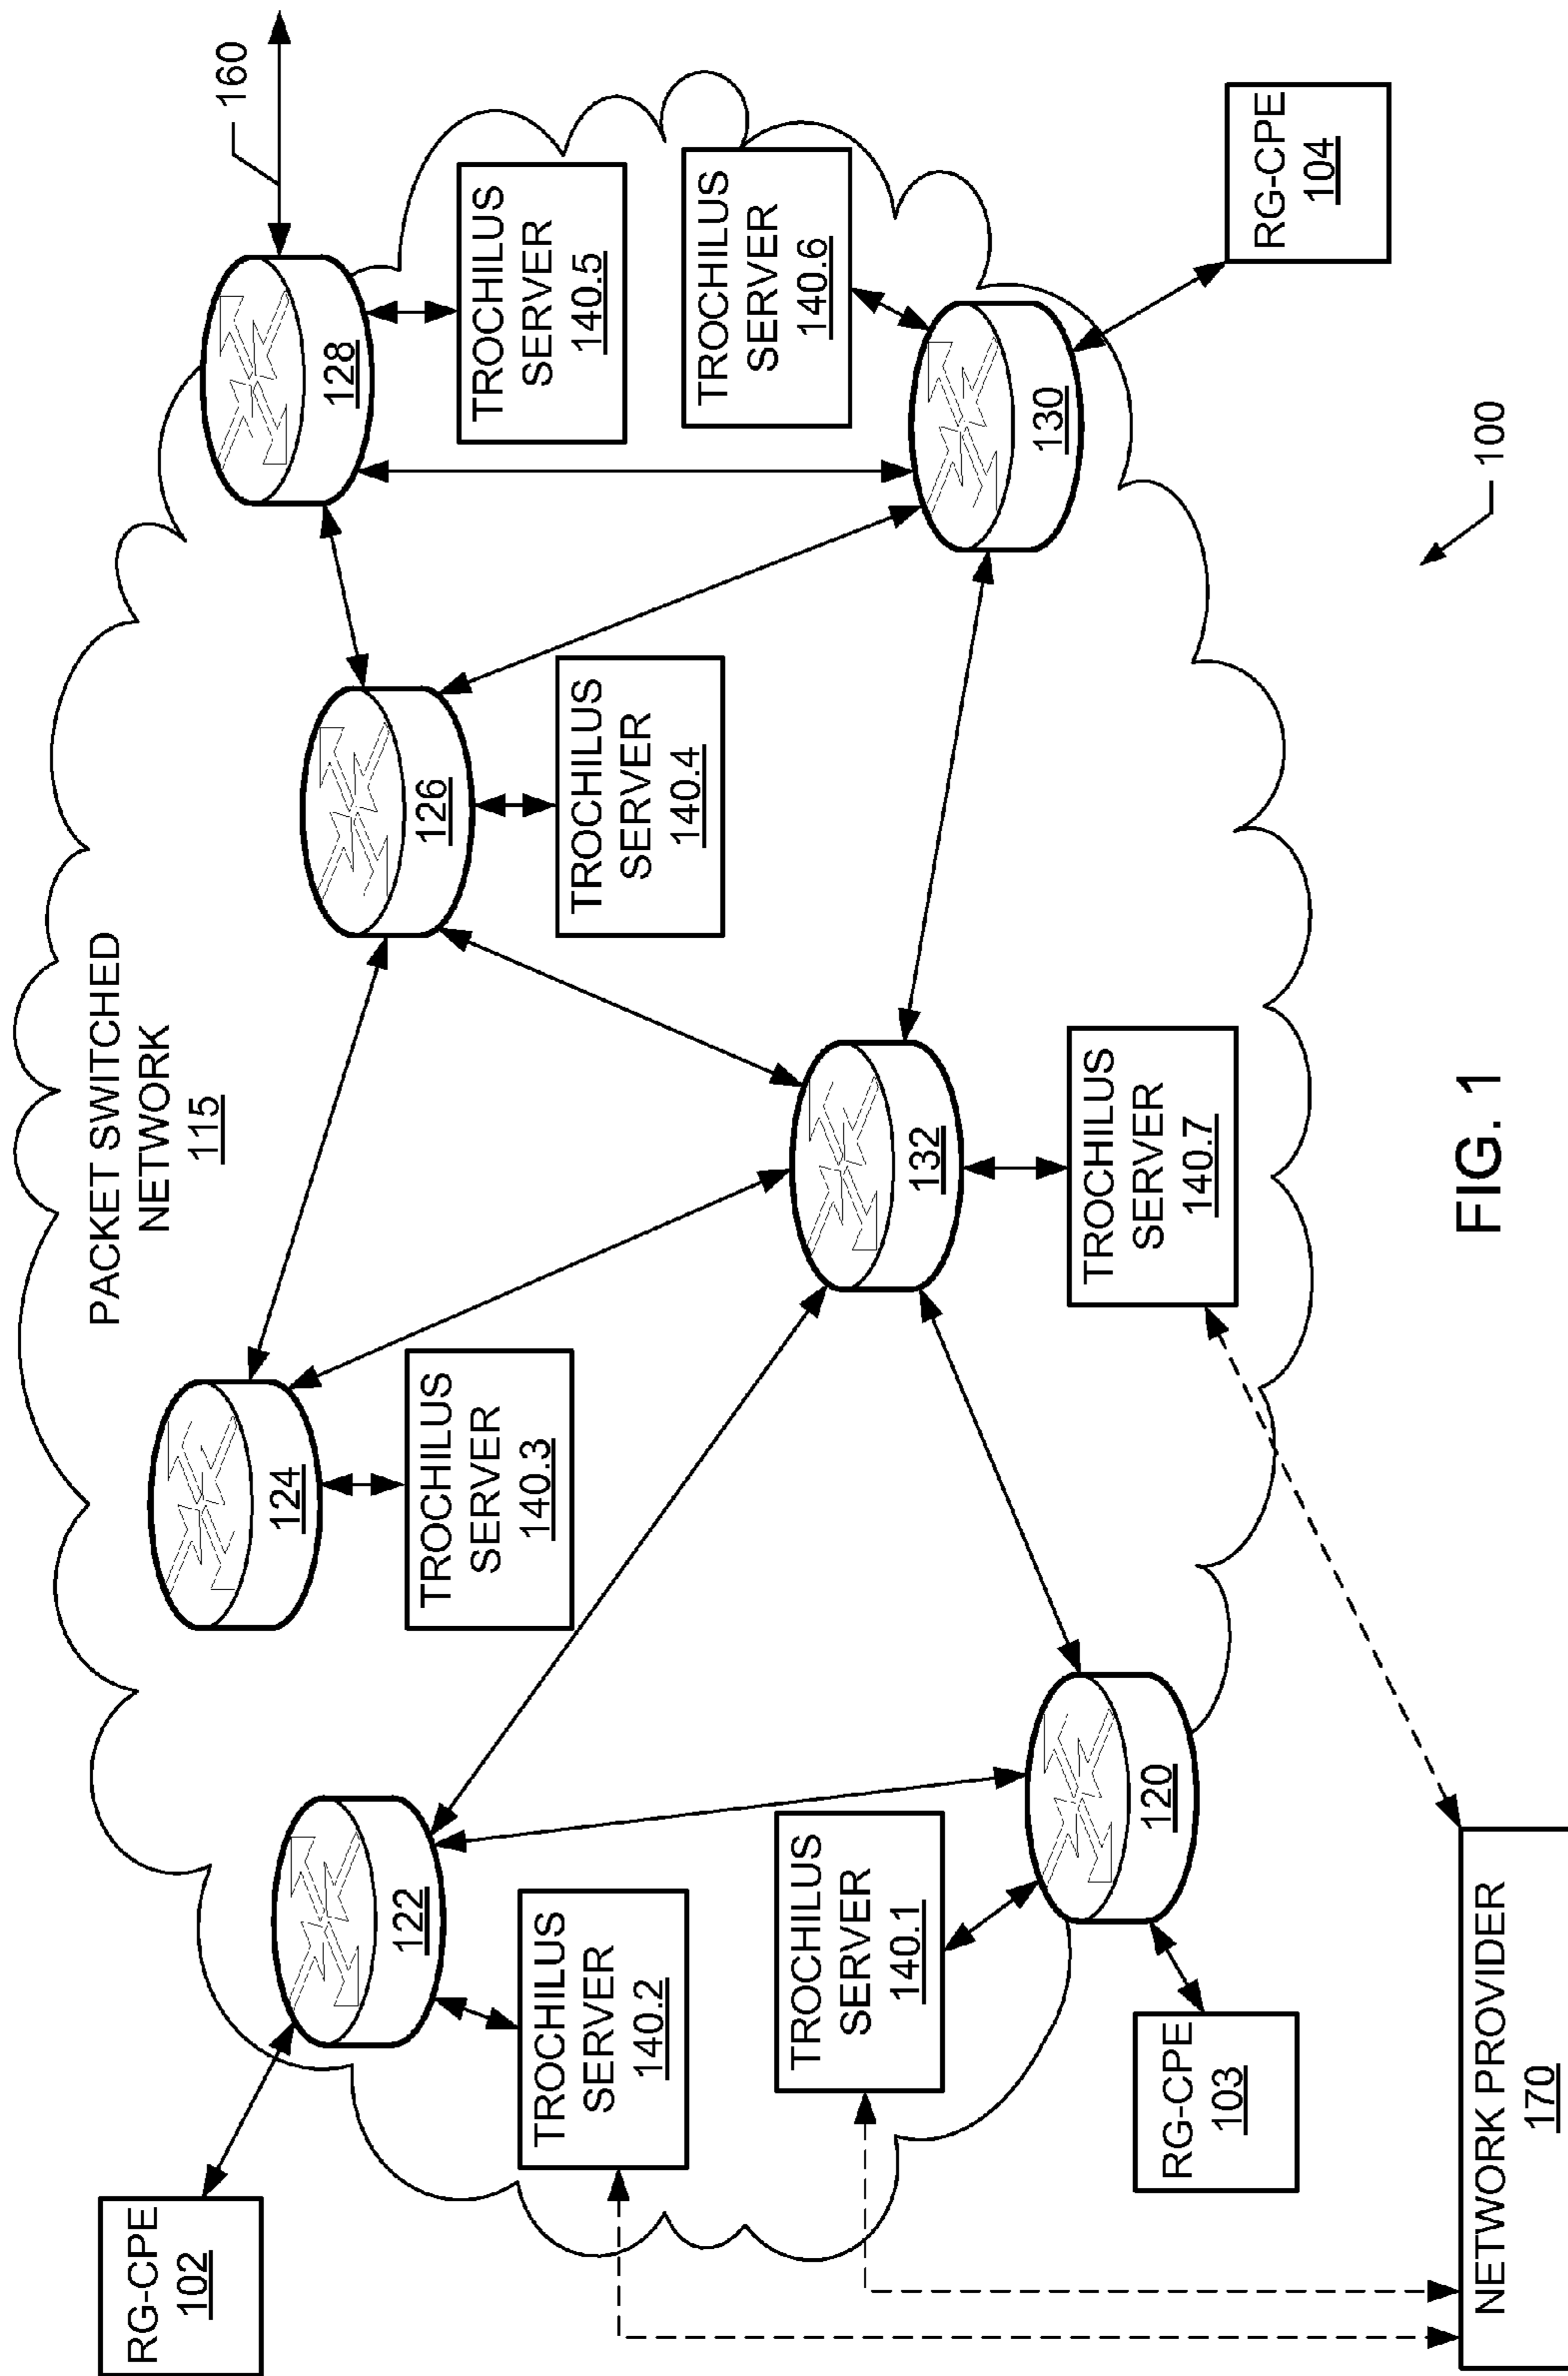 PACKET SWITCHED
NETWORK
115
160
RG-CPE
102
122
TROCHILUS
SERVER
140.2
124
TROCHILUS
SERVER
140.3
126
TROCHILUS
SERVER
140.4
128
TROCHILUS
SERVER
140.5
TROCHILUS
SERVER
140.1
120
RG-CPE
103
132
TROCHILUS
SERVER
140.7
TROCHILUS
SERVER
140.6
130
RG-CPE
104
NETWORK PROVIDER
170
100
FIG. 1